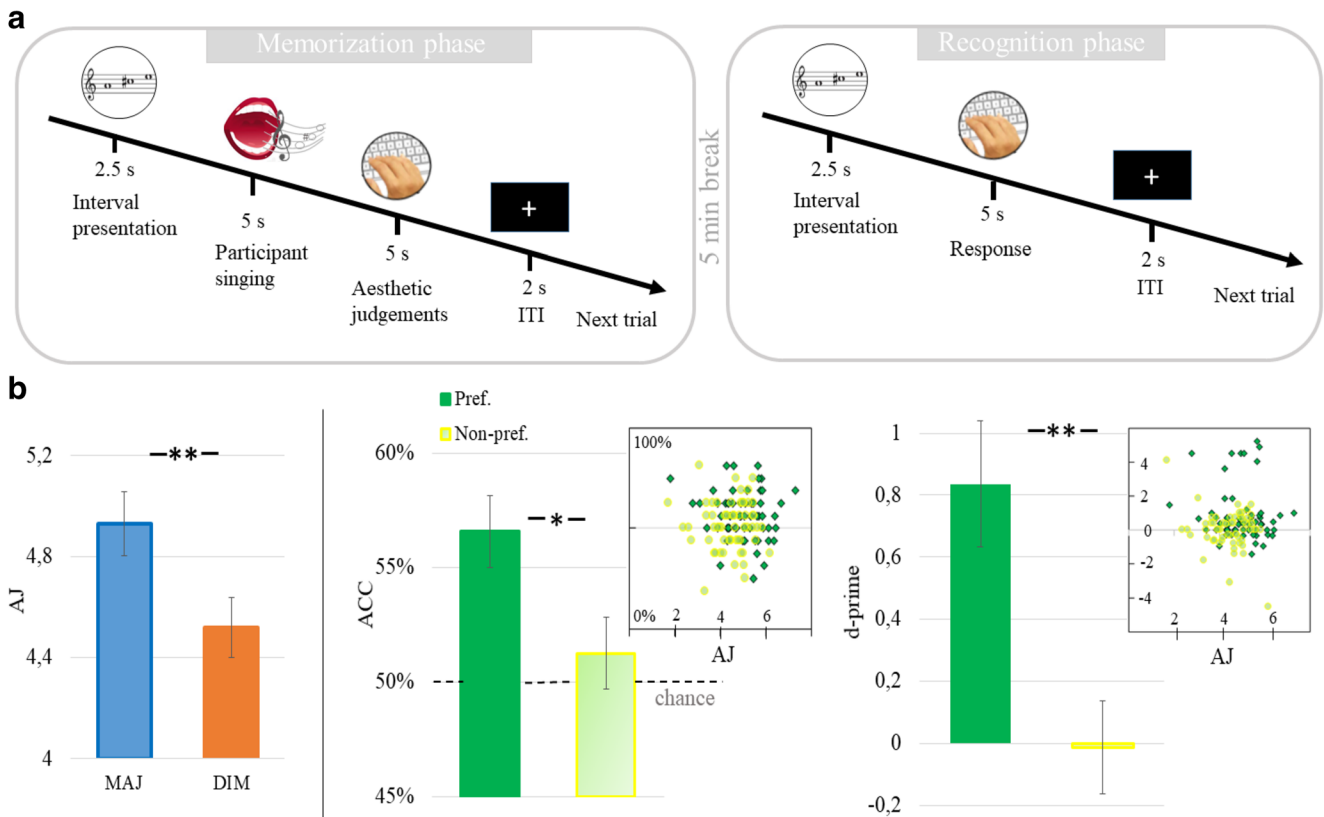 a
Memorization phase
2.5 s
Interval
presentation
5 s
Participant
singing
5 s
Aesthetic
judgements
2 s
ITI
Next trial
5 min break
Recognition phase
2.5 s
Interval
presentation
5 s
Response
2 s
ITI
Next trial
b
AJ
5,2
4,8
4,4
4
**
MAJ
DIM
Pref.
Non-pref.
ACC
60%
55%
50%
45%
*
chance
100%
0%
2
4
6
AJ
d-prime
1
0,8
0,6
0,4
0,2
0
-0,2
**
4
2
0
-2
-4
2
4
6
AJ